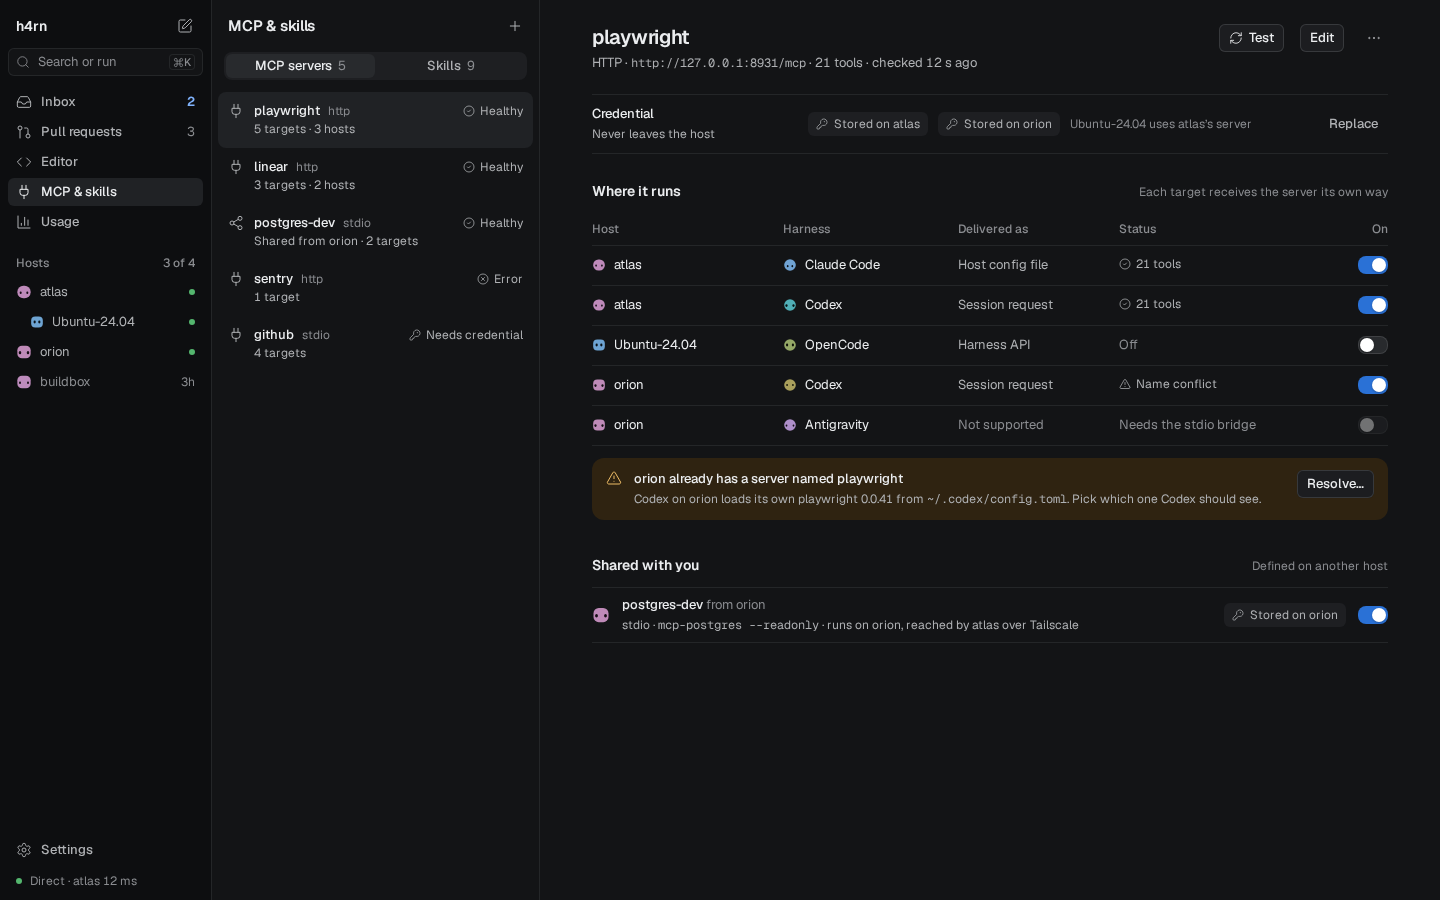 h4rn
Search or run ⌘K
Inbox 2
Pull requests 3
Editor
MCP & skills
Usage
Hosts 3 of 4
atlas
Ubuntu-24.04
orion
buildbox 3h
Settings
Direct · atlas 12 ms
MCP & skills
MCP servers 5 Skills 9
playwright http Healthy
5 targets · 3 hosts
linear http Healthy
3 targets · 2 hosts
postgres-dev stdio Healthy
Shared from orion · 2 targets
sentry http Error
1 target
github stdio Needs credential
4 targets
playwright
Test Edit
HTTP · http://127.0.0.1:8931/mcp · 21 tools · checked 12 s ago
Credential
Never leaves the host
Stored on atlas Stored on orion Ubuntu-24.04 uses atlas's server Replace
Where it runs Each target receives the server its own way
Host Harness Delivered as Status On
atlas Claude Code Host config file 21 tools
atlas Codex Session request 21 tools
Ubuntu-24.04 OpenCode Harness API Off
orion Codex Session request Name conflict
orion Antigravity Not supported Needs the stdio bridge
orion already has a server named playwright
Codex on orion loads its own playwright 0.0.41 from ~/.codex/config.toml. Pick which one Codex should see.
Resolve…
Shared with you Defined on another host
postgres-dev from orion
stdio · mcp-postgres --readonly · runs on orion, reached by atlas over Tailscale
Stored on orion